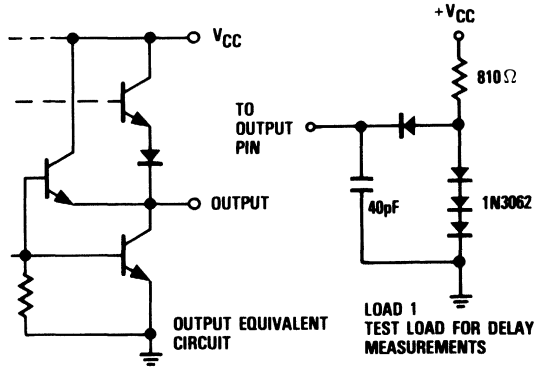 VCC
OUTPUT
OUTPUT EQUIVALENT
CIRCUIT
+VCC
810Ω
TO
OUTPUT
PIN
40pF
1N3062
LOAD 1
TEST LOAD FOR DELAY
MEASUREMENTS